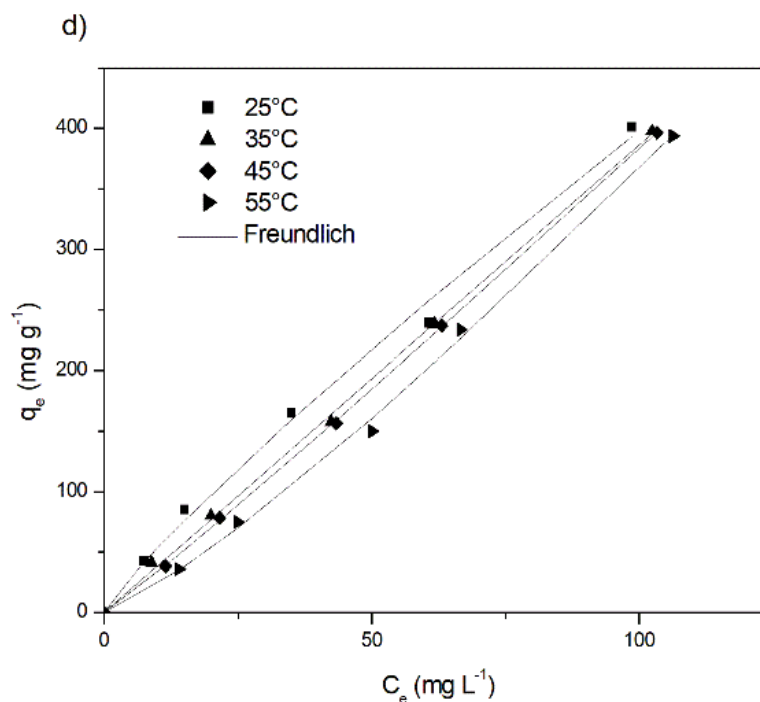 d)
25°C
35°C
45°C
55°C
Freundlich
400
300
200
100
0
qₑ (mg g⁻¹)
0
50
100
Cₑ (mg L⁻¹)